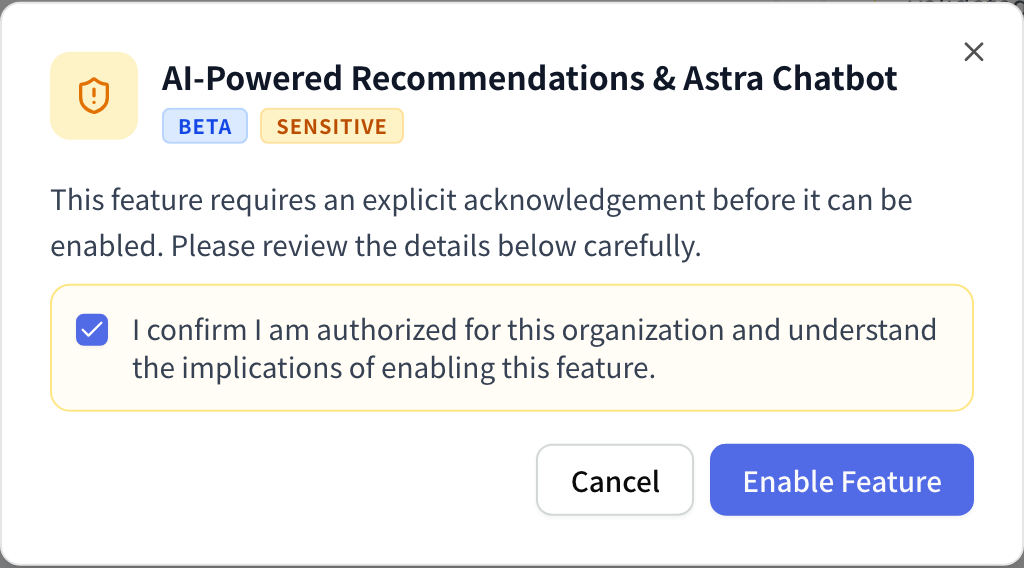 AI-Powered Recommendations & Astra Chatbot
BETA
SENSITIVE
This feature requires an explicit acknowledgement before it can be
enabled. Please review the details below carefully.
I confirm I am authorized for this organization and understand
the implications of enabling this feature.
Cancel
Enable Feature